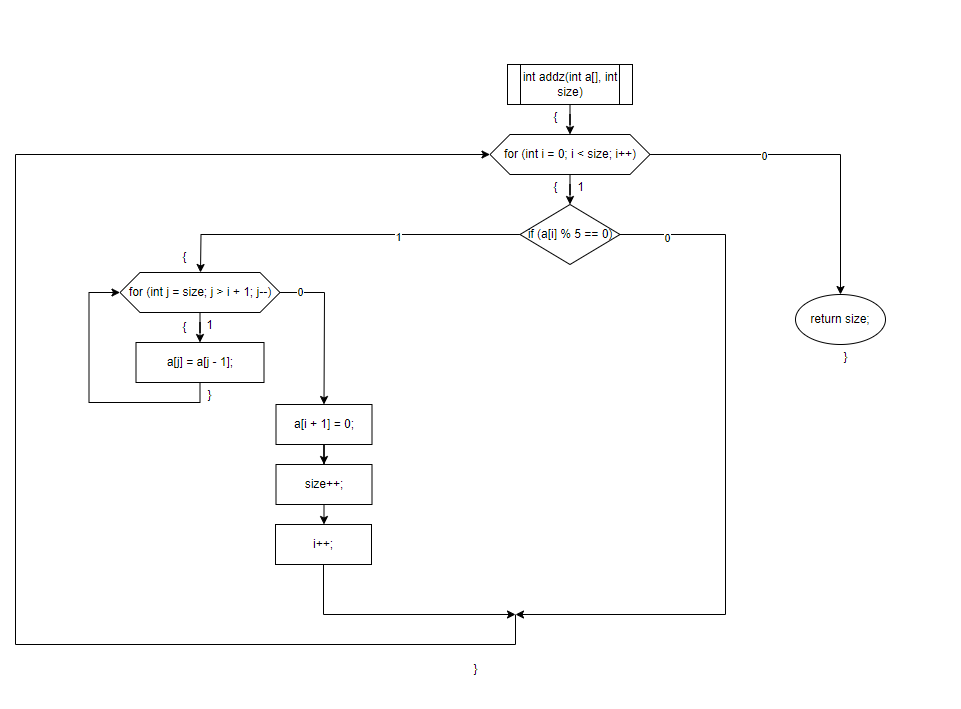 int addz(int a[], int
size)
{
for (int i = 0; i < size; i++)
0
{ 1
if (a[i] % 5 == 0)
1
0
{
for (int j = size; j > i + 1; j--)
0
{ 1
a[j] = a[j - 1];
}
return size;
}
a[i + 1] = 0;
size++;
i++;
}